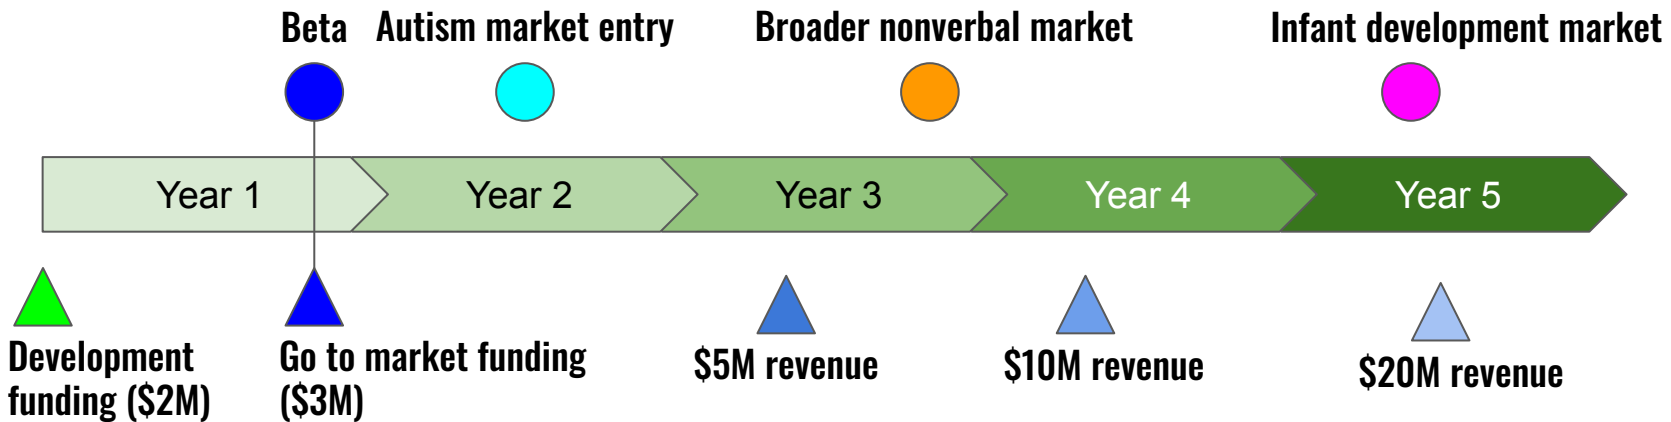 Beta
Autism market entry
Broader nonverbal market
Infant development market
Year 1
Year 2
Year 3
Year 4
Year 5
Development
funding ($2M)
Go to market funding
($3M)
$5M revenue
$10M revenue
$20M revenue